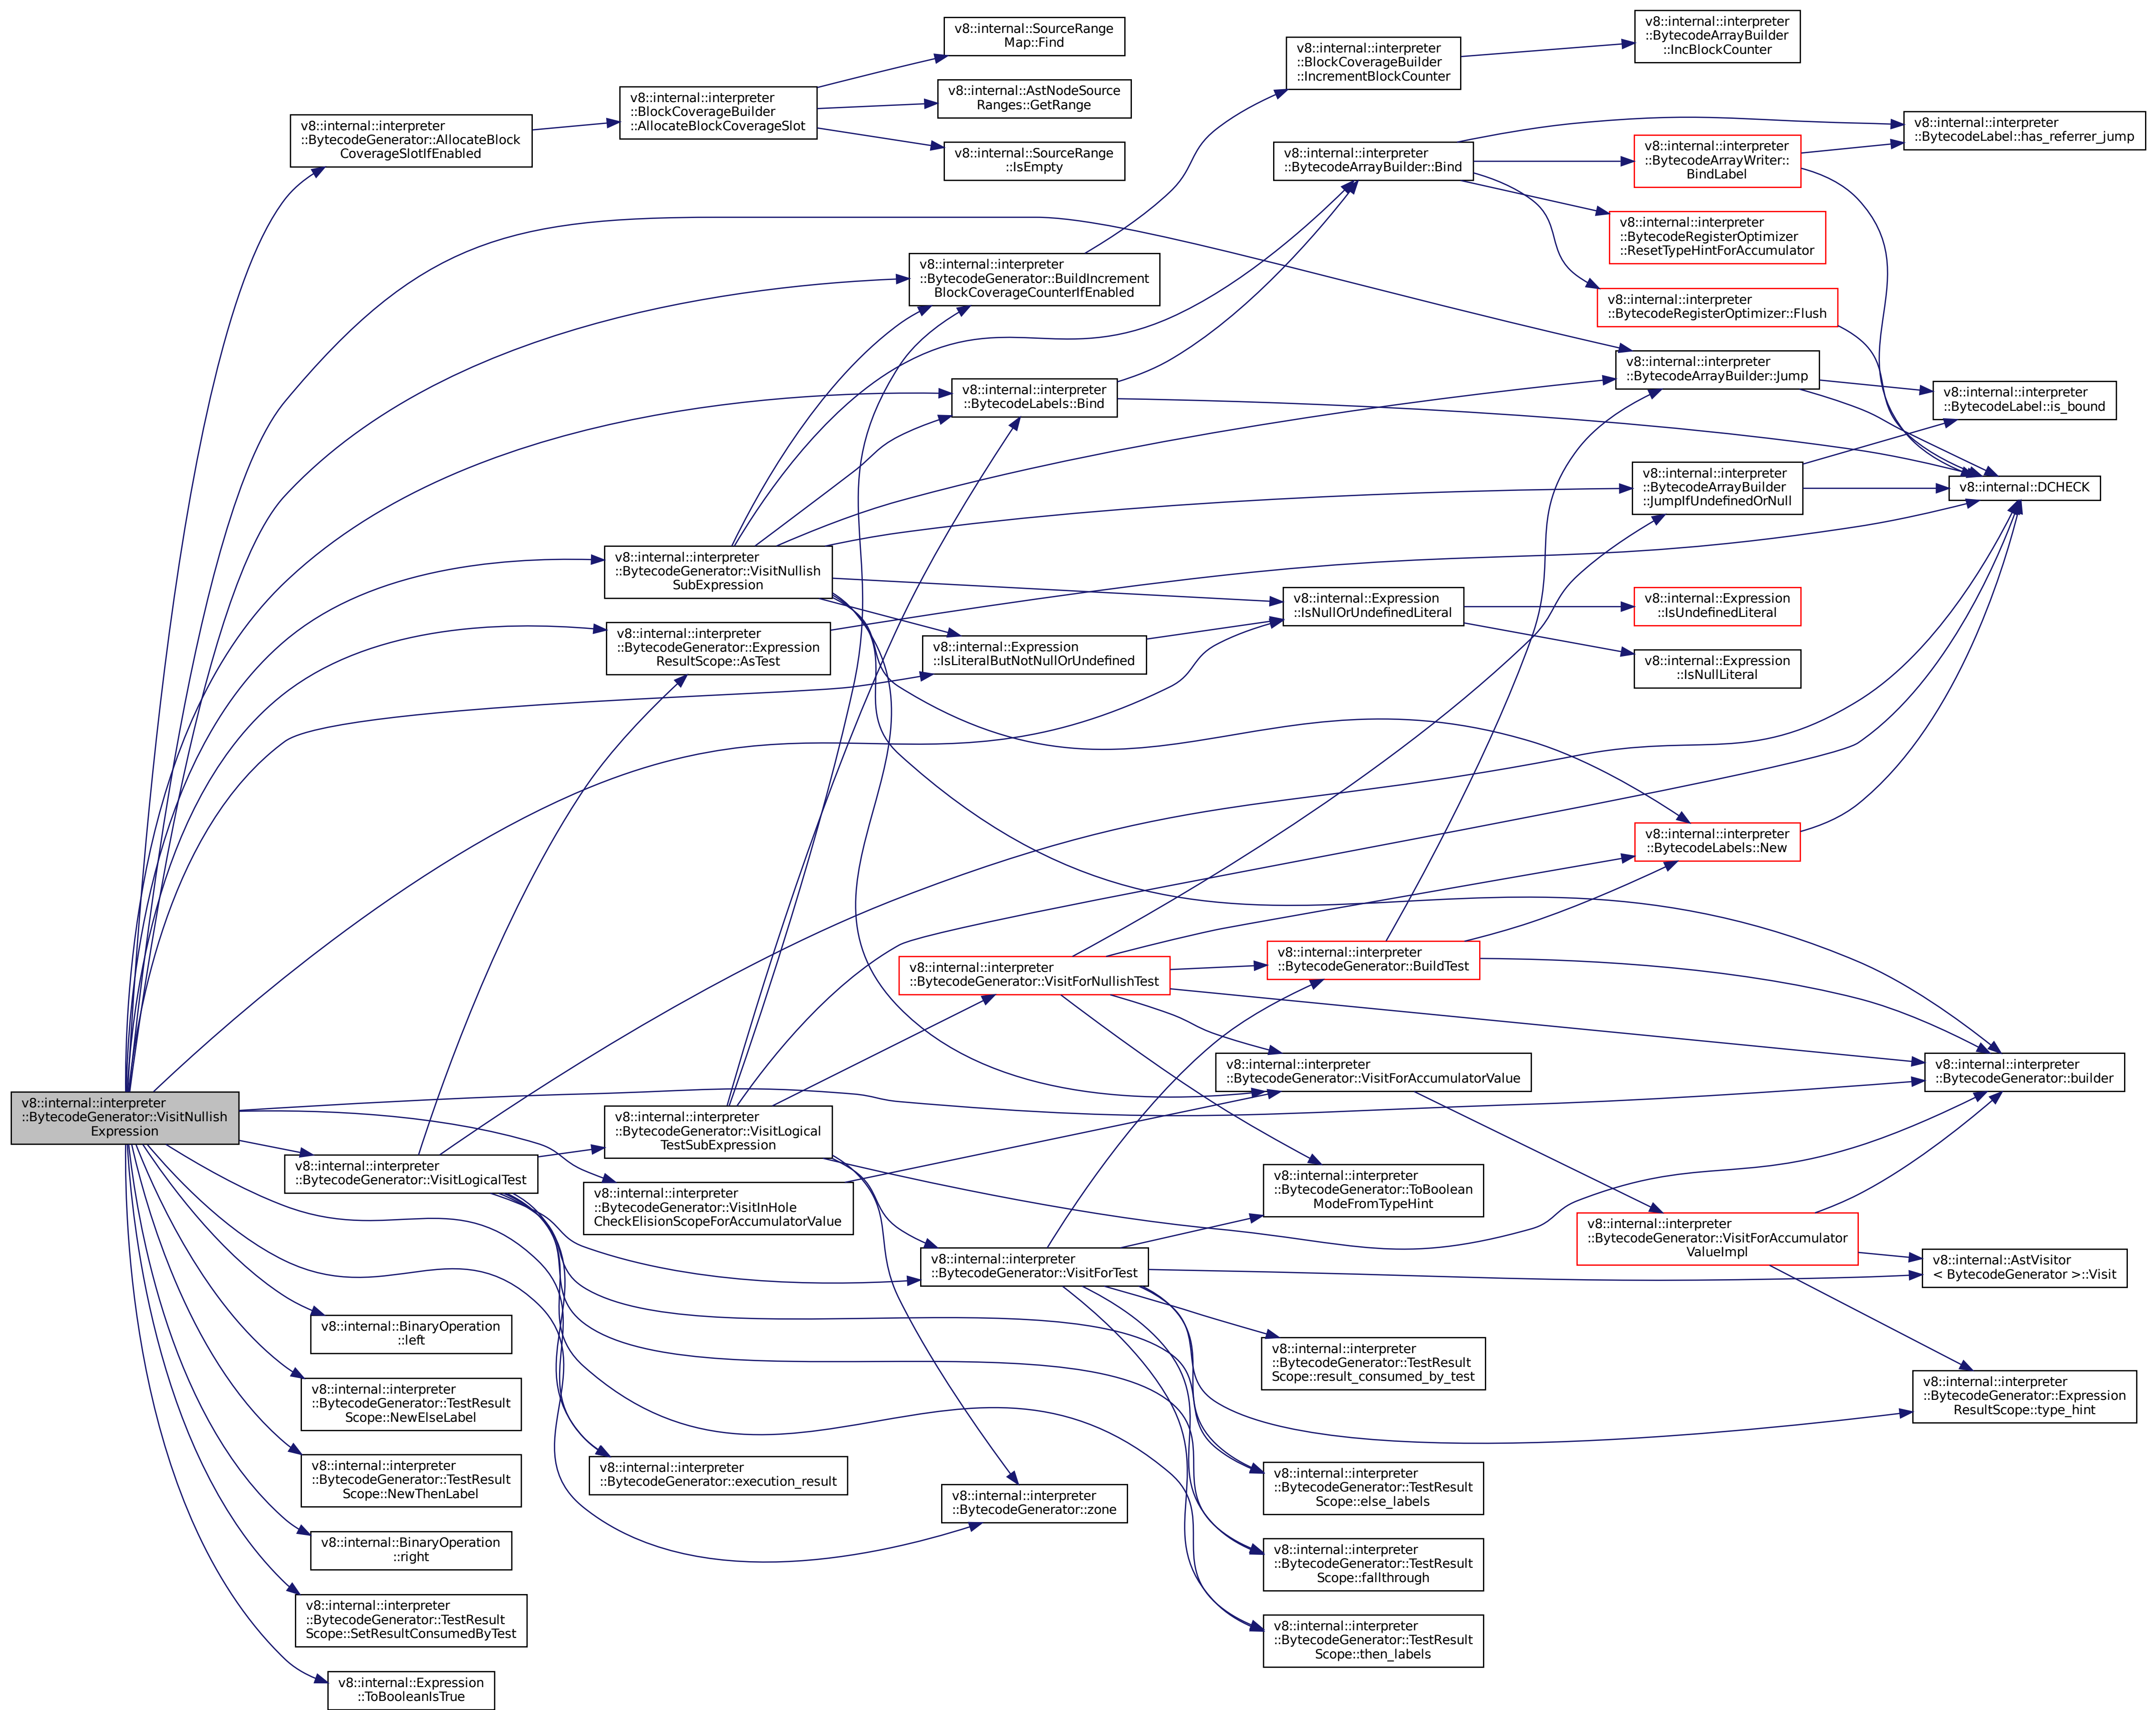 v8::internal::interpreter
::BytecodeGenerator::VisitNullish
Expression
v8::internal::interpreter
::BytecodeGenerator::AllocateBlock
CoverageSlotIfEnabled
v8::internal::interpreter
::BytecodeGenerator::VisitLogicalTest
v8::internal::BinaryOperation
::left
v8::internal::interpreter
::BytecodeGenerator::TestResult
Scope::NewElseLabel
v8::internal::interpreter
::BytecodeGenerator::TestResult
Scope::NewThenLabel
v8::internal::BinaryOperation
::right
v8::internal::interpreter
::BytecodeGenerator::TestResult
Scope::SetResultConsumedByTest
v8::internal::Expression
::ToBooleanIsTrue
v8::internal::interpreter
::BlockCoverageBuilder
::AllocateBlockCoverageSlot
v8::internal::interpreter
::BytecodeGenerator::VisitNullish
SubExpression
v8::internal::interpreter
::BytecodeGenerator::Expression
ResultScope::AsTest
v8::internal::interpreter
::BytecodeGenerator::VisitLogical
TestSubExpression
v8::internal::interpreter
::BytecodeGenerator::VisitInHole
CheckElisionScopeForAccumulatorValue
v8::internal::interpreter
::BytecodeGenerator::execution_result
v8::internal::SourceRange
Map::Find
v8::internal::AstNodeSource
Ranges::GetRange
v8::internal::SourceRange
::IsEmpty
v8::internal::interpreter
::BytecodeGenerator::BuildIncrement
BlockCoverageCounterIfEnabled
v8::internal::interpreter
::BytecodeLabels::Bind
v8::internal::Expression
::IsLiteralButNotNullOrUndefined
v8::internal::interpreter
::BytecodeGenerator::VisitForNullishTest
v8::internal::interpreter
::BytecodeGenerator::VisitForTest
v8::internal::interpreter
::BytecodeGenerator::zone
v8::internal::interpreter
::BlockCoverageBuilder
::IncrementBlockCounter
v8::internal::interpreter
::BytecodeArrayBuilder::Bind
v8::internal::Expression
::IsNullOrUndefinedLiteral
v8::internal::interpreter
::BytecodeGenerator::BuildTest
v8::internal::interpreter
::BytecodeGenerator::VisitForAccumulatorValue
v8::internal::interpreter
::BytecodeGenerator::ToBoolean
ModeFromTypeHint
v8::internal::interpreter
::BytecodeGenerator::TestResult
Scope::result_consumed_by_test
v8::internal::interpreter
::BytecodeGenerator::TestResult
Scope::else_labels
v8::internal::interpreter
::BytecodeGenerator::TestResult
Scope::fallthrough
v8::internal::interpreter
::BytecodeGenerator::TestResult
Scope::then_labels
v8::internal::interpreter
::BytecodeArrayBuilder
::IncBlockCounter
v8::internal::interpreter
::BytecodeArrayWriter::
BindLabel
v8::internal::interpreter
::BytecodeRegisterOptimizer
::ResetTypeHintForAccumulator
v8::internal::interpreter
::BytecodeRegisterOptimizer::Flush
v8::internal::interpreter
::BytecodeArrayBuilder::Jump
v8::internal::interpreter
::BytecodeArrayBuilder
::JumpIfUndefinedOrNull
v8::internal::Expression
::IsUndefinedLiteral
v8::internal::Expression
::IsNullLiteral
v8::internal::interpreter
::BytecodeLabels::New
v8::internal::interpreter
::BytecodeGenerator::VisitForAccumulator
ValueImpl
v8::internal::interpreter
::BytecodeLabel::has_referrer_jump
v8::internal::interpreter
::BytecodeLabel::is_bound
v8::internal::DCHECK
v8::internal::interpreter
::BytecodeGenerator::builder
v8::internal::AstVisitor
< BytecodeGenerator >::Visit
v8::internal::interpreter
::BytecodeGenerator::Expression
ResultScope::type_hint